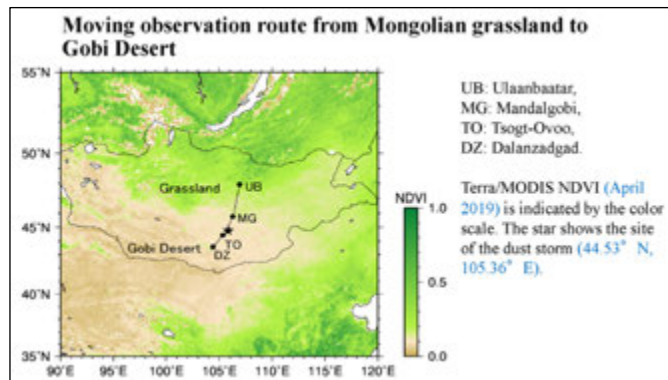 Moving observation route from Mongolian grassland to
Gobi Desert
55°N
50°N
45°N
40°N
35°N
90°E
95°E
100°E
105°E
110°E
115°E
120°E
Grassland
UB
MG
Gobi Desert
TO
DZ
NDVI
1.0
0.0
UB: Ulaanbaatar,
MG: Mandalgobi,
TO: Tsogt-Ovoo,
DZ: Dalanzadgad.
Terra/MODIS NDVI (April
2019) is indicated by the color
scale. The star shows the site
of the dust storm (44.53° N,
105.36° E).